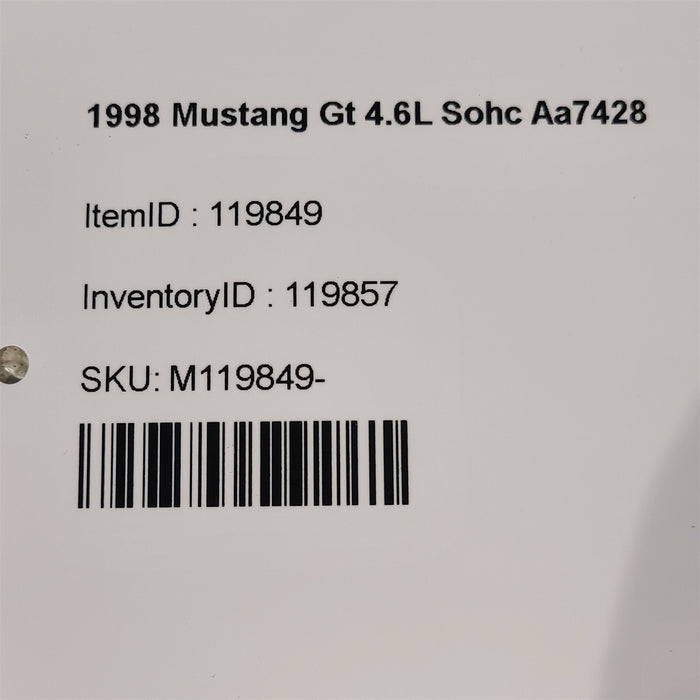 1998 Mustang Gt 4.6L Sohc Aa7428
ItemID : 119849
InventoryID : 119857
SKU: M119849-